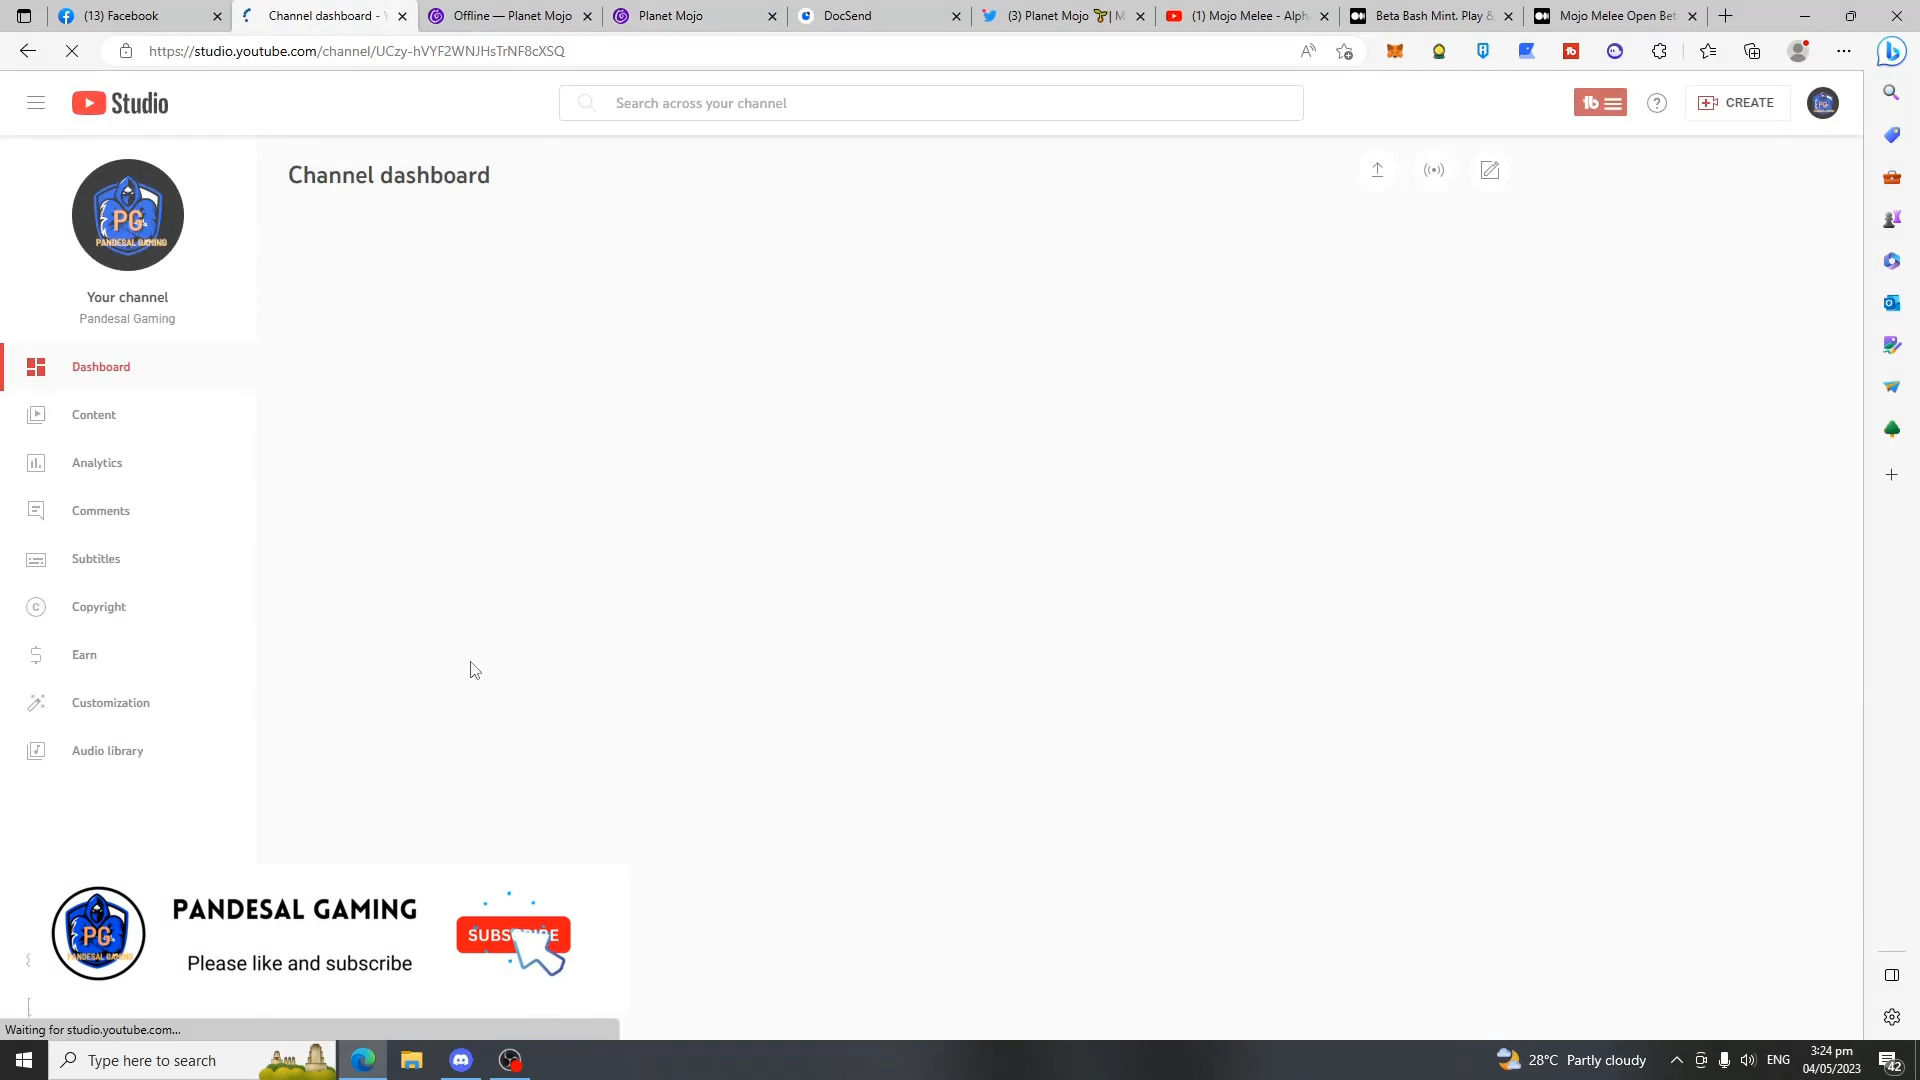 (13) Facebook
Channel dashboard - Y
Offline — Planet Mojo
Planet Mojo
DocSend
(3) Planet Mojo | M
(1) Mojo Melee - Alph
Beta Bash Mint. Play &
Mojo Melee Open Bet
https://studio.youtube.com/channel/UCzy-hVYF2WNJHsTrNF8cXSQ
Studio
Search across your channel
CREATE
PG
PANDESAL GAMING
Channel dashboard
Your channel
Pandesal Gaming
Dashboard
Content
Analytics
Comments
Subtitles
Copyright
Earn
Customization
Audio library
PG
PANDESAL GAMING
PANDESAL GAMING
SUBSCRIBE
Please like and subscribe
Waiting for studio.youtube.com...
Type here to search
28°C Partly cloudy
ENG
3:24 pm
04/05/2023
42